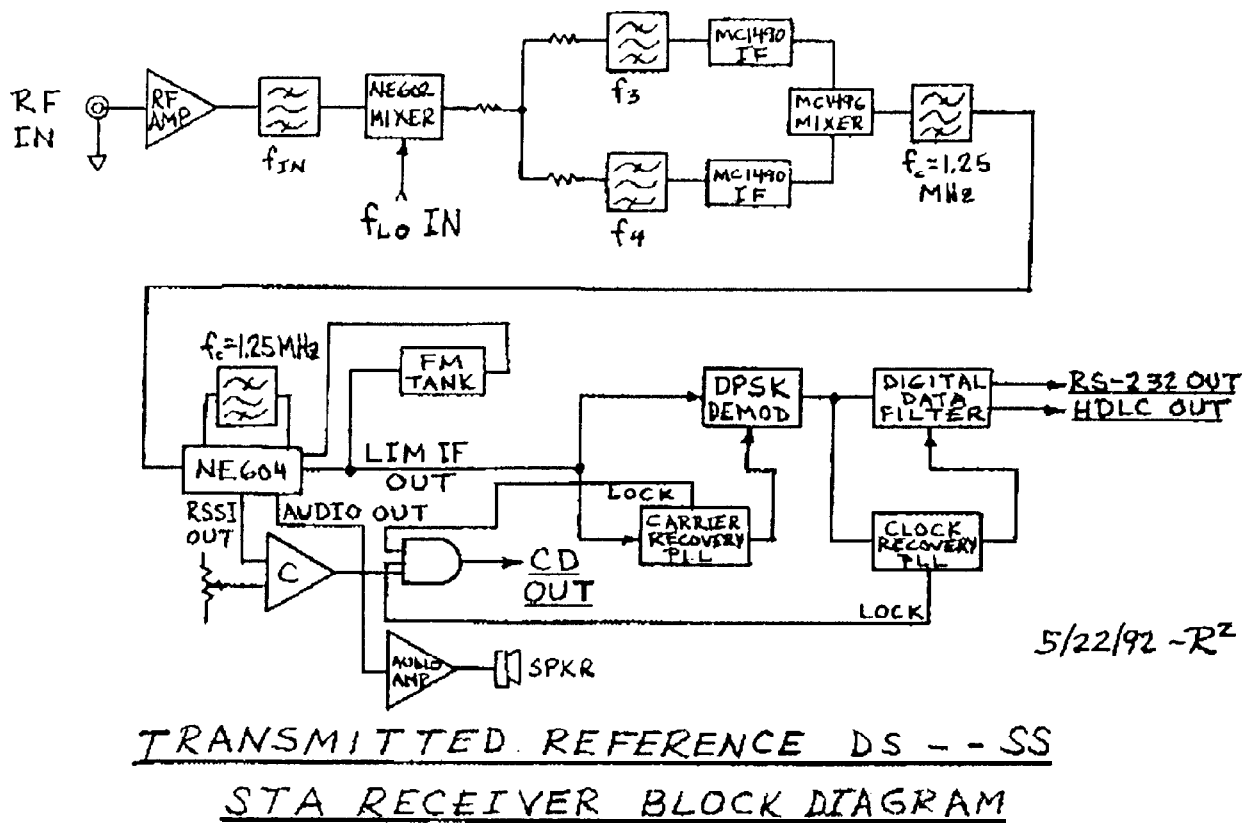 RF
IN
RF
AMP
fIN
NE602
MIXER
fLO IN
f3
MC1490
IF
f4
MC1490
IF
MC1496
MIXER
fc=1.25
MHz
fc=1.25MHz
NE604
FM
TANK
LIM IF
OUT
DPSK
DEMOD
DIGITAL
DATA
FILTER
RS-232 OUT
HDLC OUT
RSSI
OUT
AUDIO OUT
LOCK
CARRIER
RECOVERY
PLL
CLOCK
RECOVERY
PLL
C
CD
OUT
LOCK
AUDIO
AMP
SPKR
5/22/92 ~R²
TRANSMITTED REFERENCE DS - - SS
STA RECEIVER BLOCK DIAGRAM